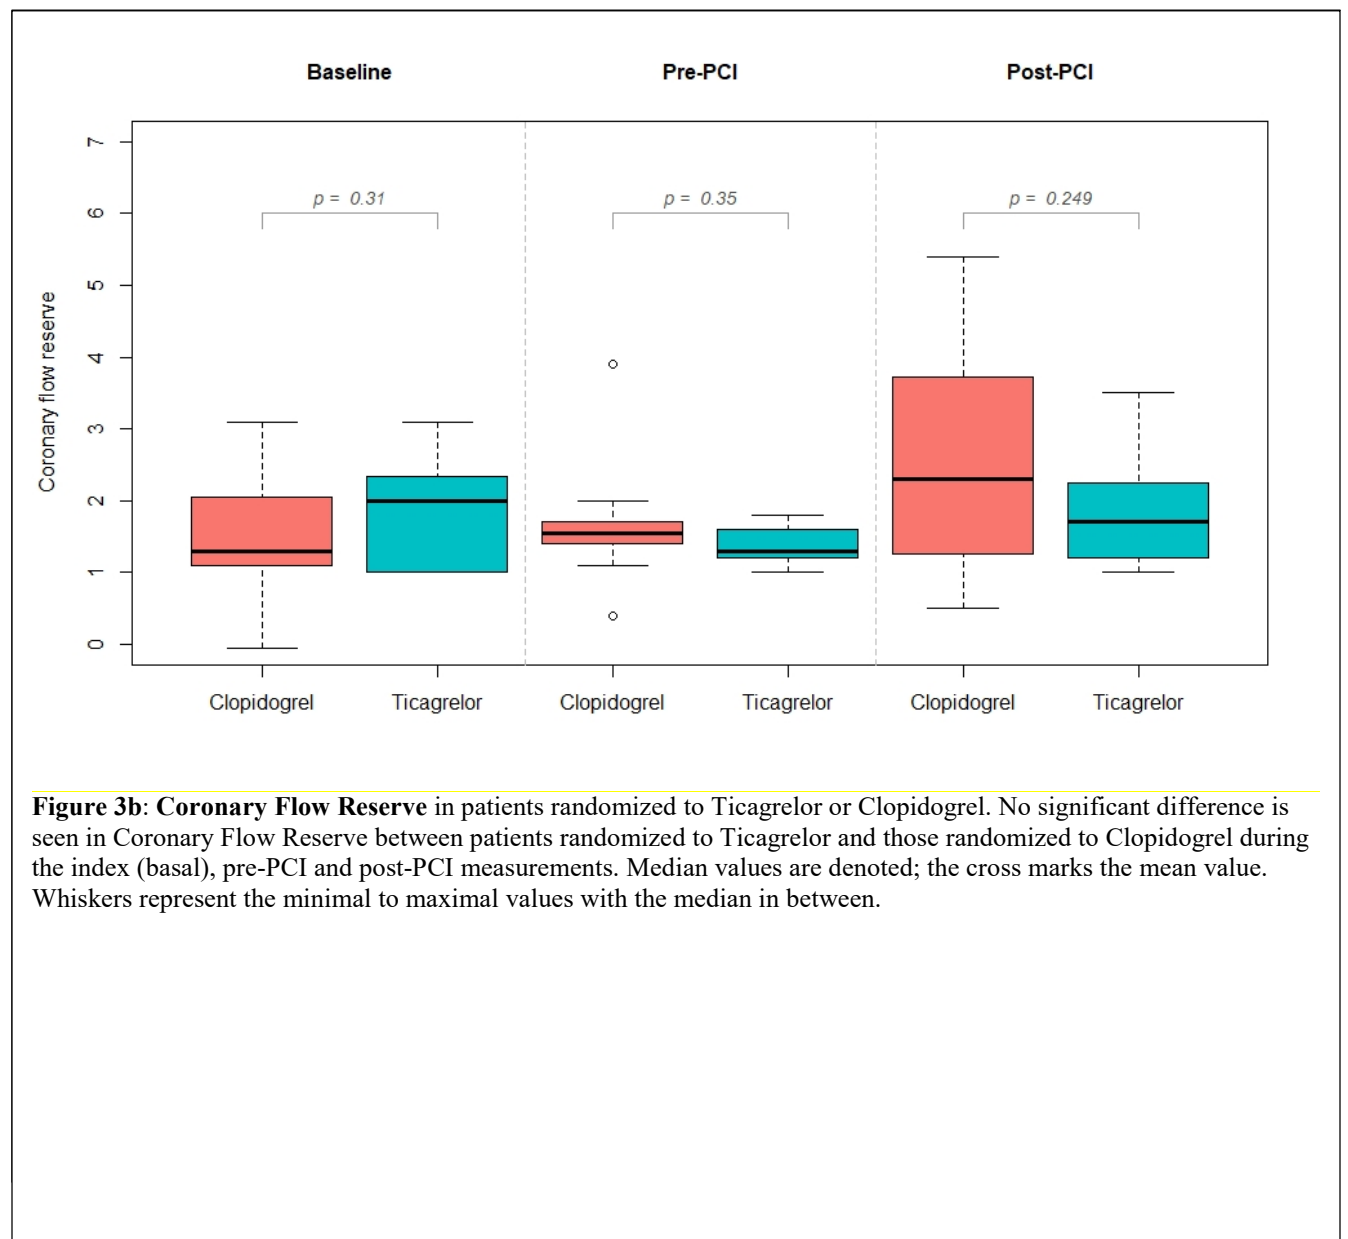 Baseline Pre-PCI Post-PCI
7
6
5
4
3
2
1
0
Coronary flow reserve
p = 0.31 p = 0.35 p = 0.249
Clopidogrel Ticagrelor Clopidogrel Ticagrelor Clopidogrel Ticagrelor
Figure 3b: Coronary Flow Reserve in patients randomized to Ticagrelor or Clopidogrel. No significant difference is
seen in Coronary Flow Reserve between patients randomized to Ticagrelor and those randomized to Clopidogrel during
the index (basal), pre-PCI and post-PCI measurements. Median values are denoted; the cross marks the mean value.
Whiskers represent the minimal to maximal values with the median in between.